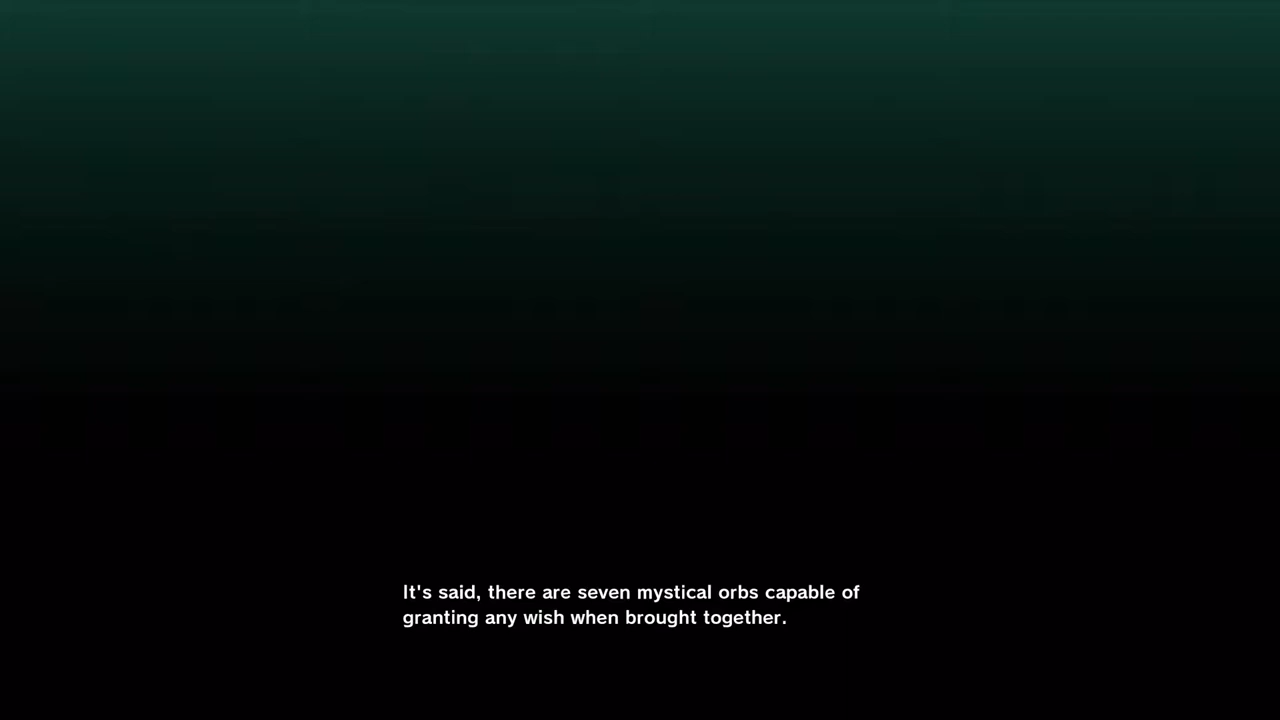 It's said, there are seven mystical orbs capable of
granting any wish when brought together.